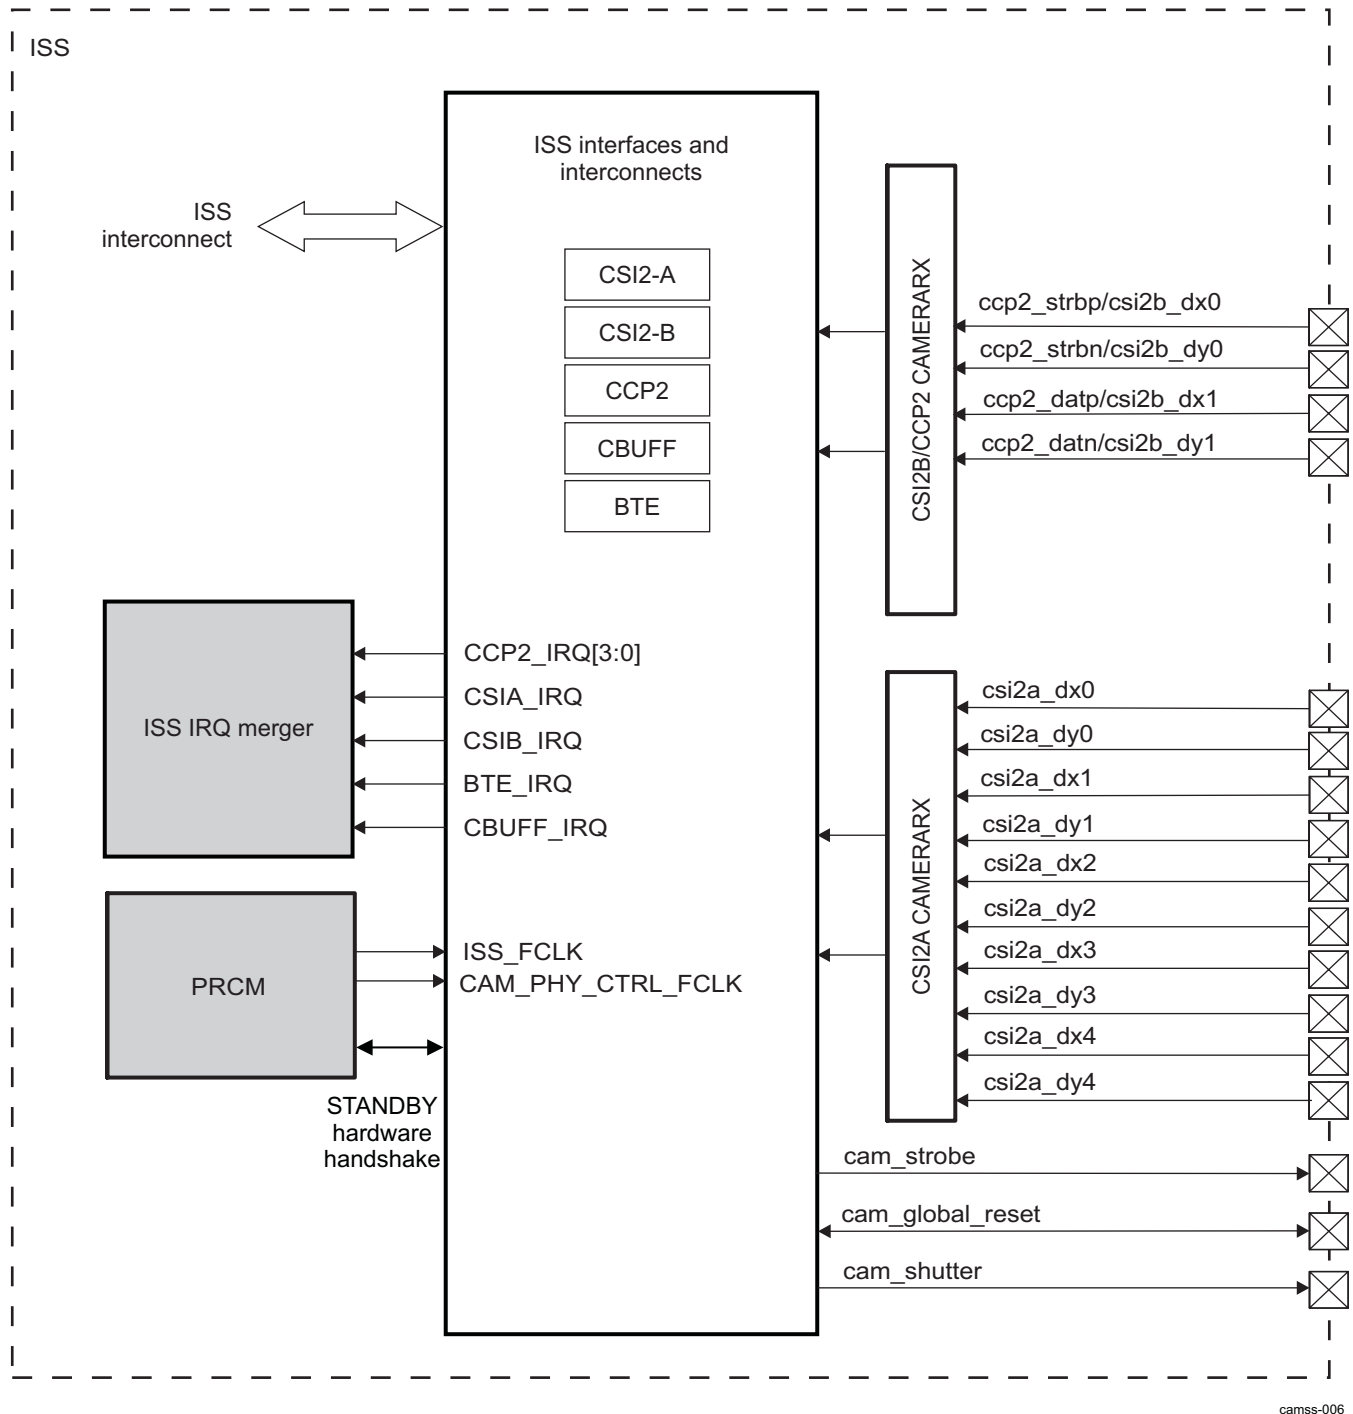 ISS
ISS interfaces and
interconnects
ISS
interconnect
CSI2-A
CSI2-B
CCP2
CBUFF
BTE
CSI2B/CCP2 CAMERARX
ccp2_strbp/csi2b_dx0
ccp2_strbn/csi2b_dy0
ccp2_datp/csi2b_dx1
ccp2_datn/csi2b_dy1
ISS IRQ merger
CCP2_IRQ[3:0]
CSIA_IRQ
CSIB_IRQ
BTE_IRQ
CBUFF_IRQ
CSI2A CAMERARX
csi2a_dx0
csi2a_dy0
csi2a_dx1
csi2a_dy1
csi2a_dx2
csi2a_dy2
csi2a_dx3
csi2a_dy3
csi2a_dx4
csi2a_dy4
PRCM
ISS_FCLK
CAM_PHY_CTRL_FCLK
STANDBY
hardware
handshake
cam_strobe
cam_global_reset
cam_shutter
camss-006